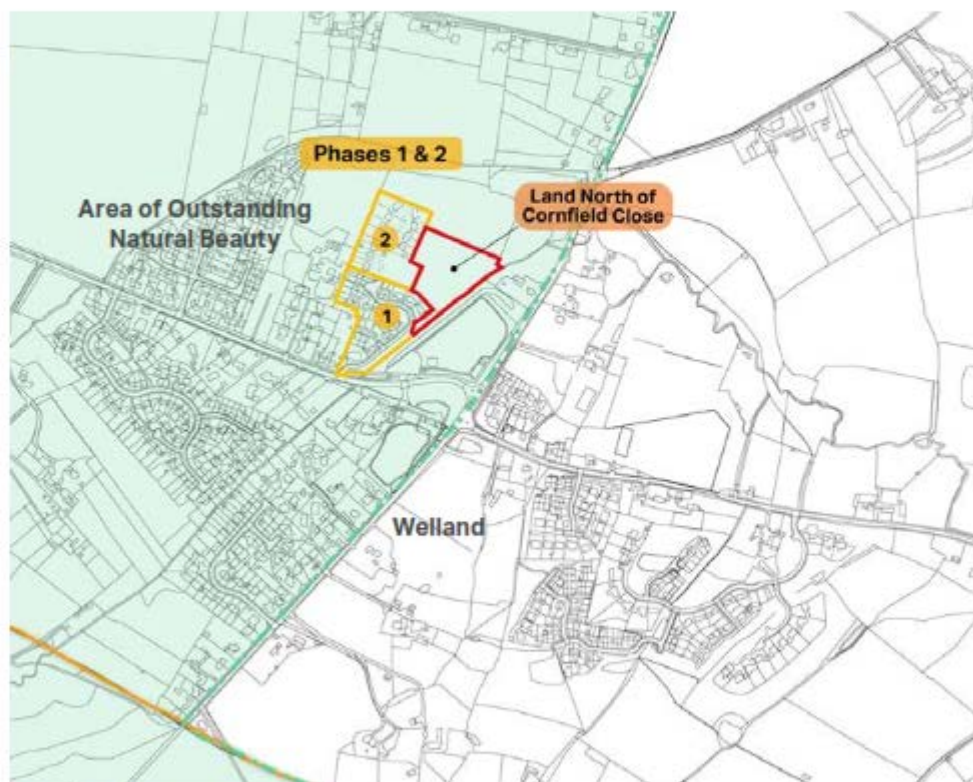 Phases 1 & 2
Land North of
Cornfield Close
Area of Outstanding
Natural Beauty
2
1
Welland